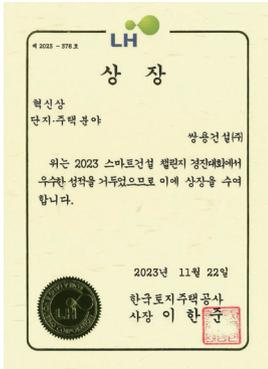 제 2023 - 376 호
LH
상 장
혁신상
단지·주택 분야
쌍용건설(주)
위는 2023 스마트건설 챌린지 경진대회에서
우수한 성적을 거두었으므로 이에 상장을 수여
합니다.
2023년 11월 22일
한국토지주택공사
사장 이 한 준
LH